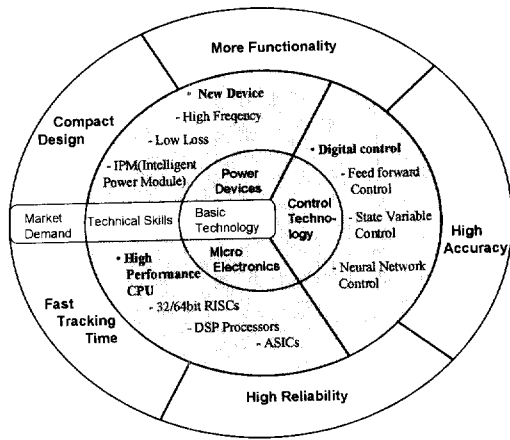 More Functionality
Compact
Design
· New Device
- High Freqency
- Low Loss
- IPM(Intelligent
Power Module)
Power
Devices
· Digital control
- Feed forward
Control
- State Variable
Control
- Neural Network
Control
Control
Techno-
logy
High
Accuracy
Market
Demand
Technical Skills
Basic
Technology
Micro
Electronics
· High
Performance
CPU
- 32/64bit RISCs
- DSP Processors
- ASICs
Fast
Tracking
Time
High Reliability